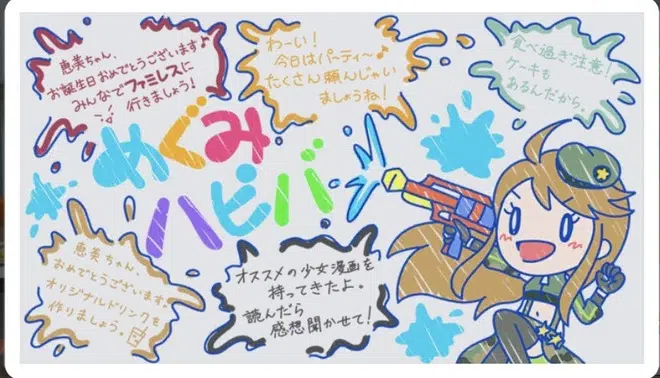 恵美ちゃん、
お誕生日おめでとうございます♪
みんなでファミレスに
行きましょう!
わーい!
今日はパーティ〜♪
たくさん頼んじゃい
ましょうね!
食べ過ぎ注意!
ケーキも
あるんだから。
めぐみ
ハピバ
恵美ちゃん、
おめでとうございます。
オリジナルドリンクを
作りましょう。
オススメの少女漫画を
持ってきたよ。
読んだら
感想聞かせて!